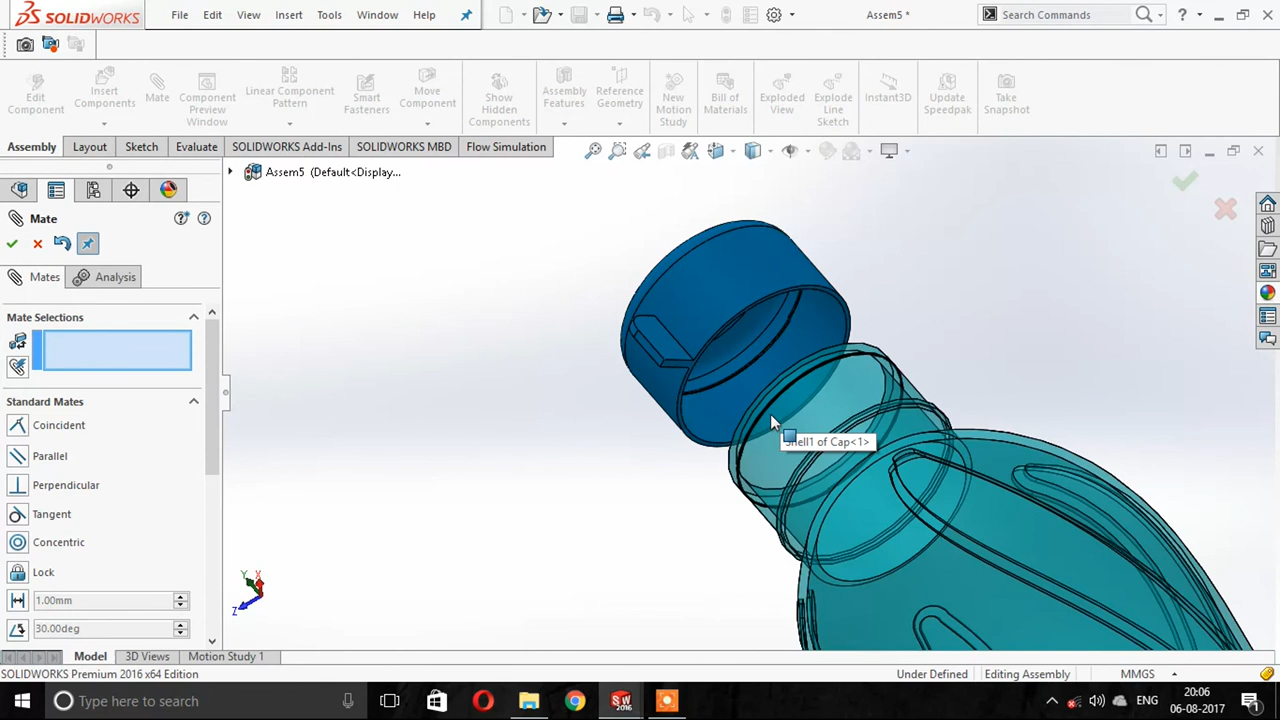 SOLIDWORKS
File
Edit
View
Insert
Tools
Window
Help
Assem5 *
Search Commands
Edit Component
Insert Components
Mate
Component Preview Window
Linear Component Pattern
Smart Fasteners
Move Component
Show Hidden Components
Assembly Features
Reference Geometry
New Motion Study
Bill of Materials
Exploded View
Explode Line Sketch
Instant3D
Update Speedpak
Take Snapshot
Assembly
Layout
Sketch
Evaluate
SOLIDWORKS Add-Ins
SOLIDWORKS MBD
Flow Simulation
Assem5 (Default<Display...
Mate
Mates
Analysis
Mate Selections
Standard Mates
Coincident
Parallel
Perpendicular
Tangent
Concentric
Lock
1.00mm
30.00deg
Shell1 of Cap<1>
Y
X
Z
Model
3D Views
Motion Study 1
SOLIDWORKS Premium 2016 x64 Edition
Under Defined
Editing Assembly
MMGS
Type here to search
SW
2016
ENG
20:06
06-08-2017
1